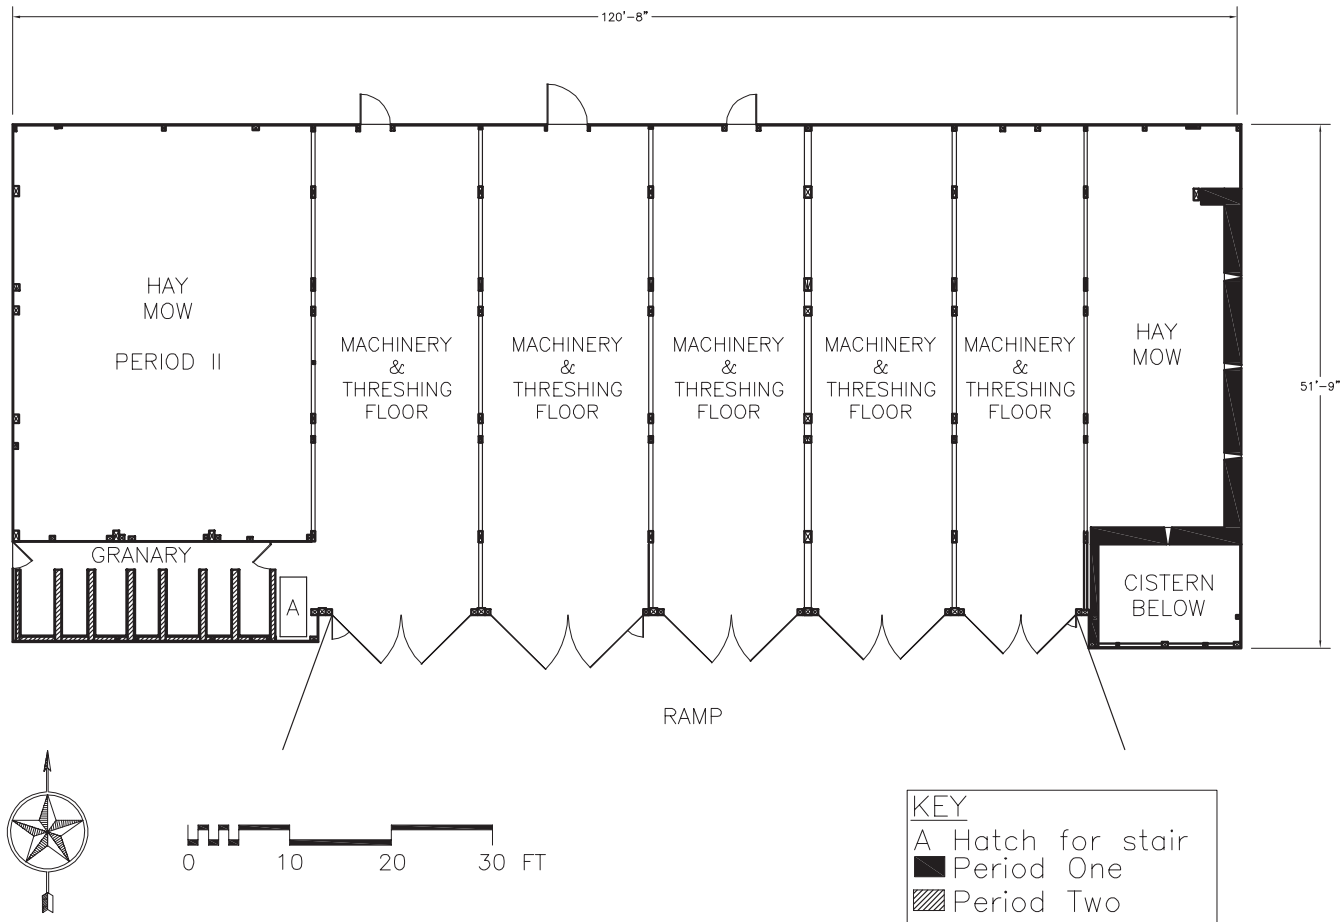 120'-8"
HAY
MOW
PERIOD II
MACHINERY
&
THRESHING
FLOOR
MACHINERY
&
THRESHING
FLOOR
MACHINERY
&
THRESHING
FLOOR
MACHINERY
&
THRESHING
FLOOR
MACHINERY
&
THRESHING
FLOOR
HAY
MOW
51'-9"
GRANARY
A
CISTERN
BELOW
RAMP
0 10 20 30 FT
KEY
A Hatch for stair
Period One
Period Two